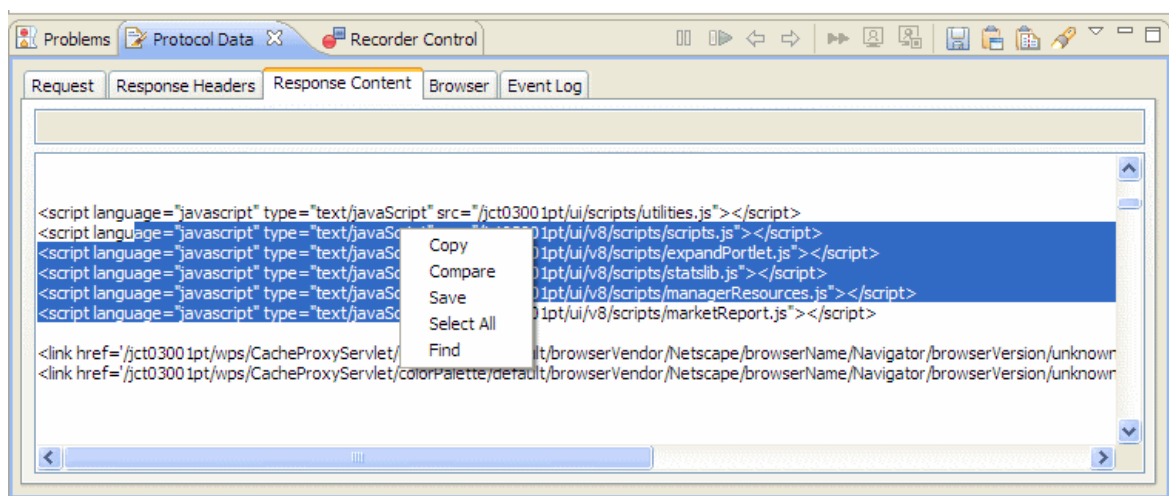 Problems Protocol Data Recorder Control
Request Response Headers Response Content Browser Event Log
<script language="javascript" type="text/javaScript" src="/jct03001pt/ui/scripts/utilities.js"></script>
<script language="javascript" type="text/javaSc 1pt/ui/v8/scripts/scripts.js"></script>
<script language="javascript" type="text/javaSc 1pt/ui/v8/scripts/expandPortlet.js"></script>
<script language="javascript" type="text/javaSc 1pt/ui/v8/scripts/statslib.js"></script>
<script language="javascript" type="text/javaSc 1pt/ui/v8/scripts/managerResources.js"></script>
<script language="javascript" type="text/javaSc 1pt/ui/v8/scripts/marketReport.js"></script>
Copy
Compare
Save
Select All
Find
<link href='/jct03001pt/wps/CacheProxyServlet/ lt/browserVendor/Netscape/browserName/Navigator/browserVersion/unknown
<link href='/jct03001pt/wps/CacheProxyServlet/colorPalette/default/browserVendor/Netscape/browserName/Navigator/browserVersion/unknown